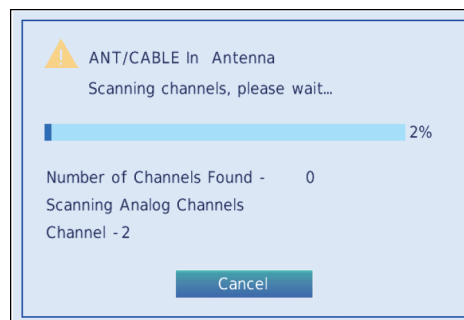 ANT/CABLE In Antenna
Scanning channels, please wait...
2%
Number of Channels Found - 0
Scanning Analog Channels
Channel - 2
Cancel